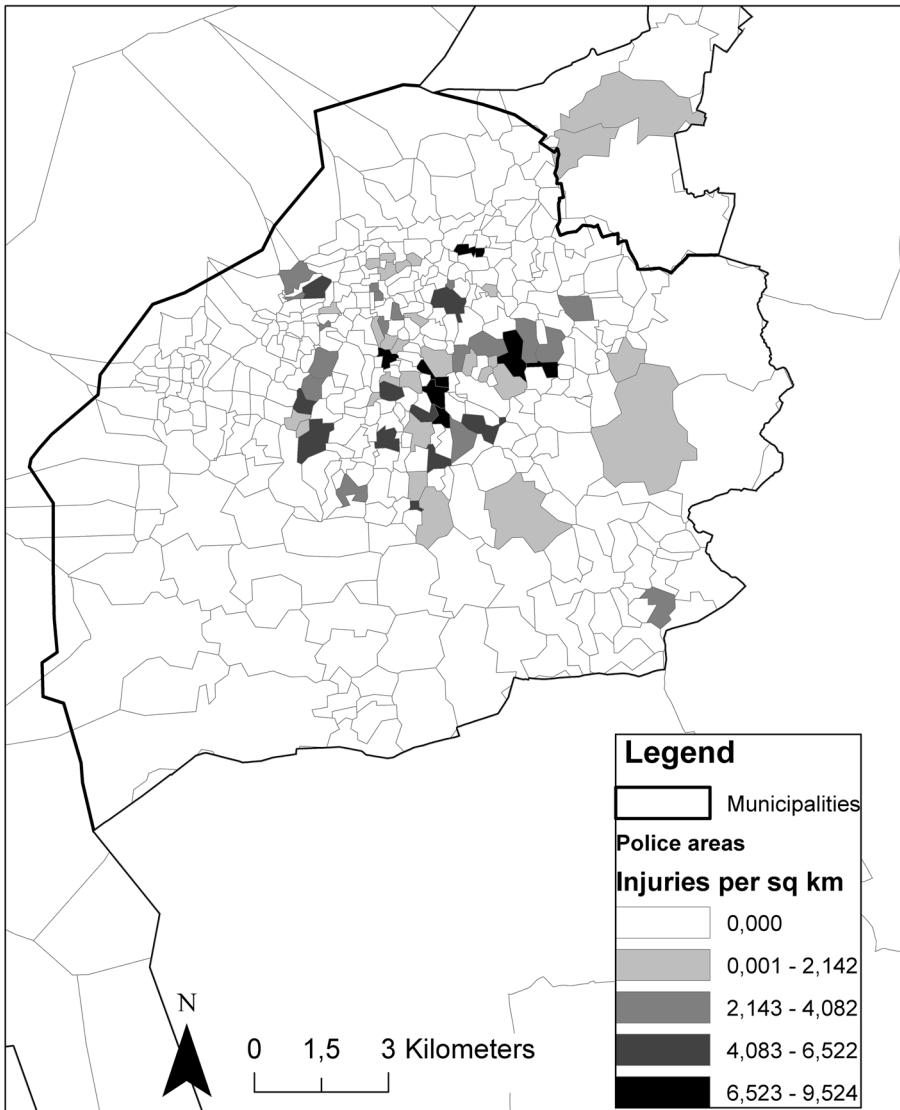 Legend
Municipalities
Police areas
Injuries per sq km
0,000
0,001 - 2,142
2,143 - 4,082
4,083 - 6,522
6,523 - 9,524
N
0 1,5 3 Kilometers